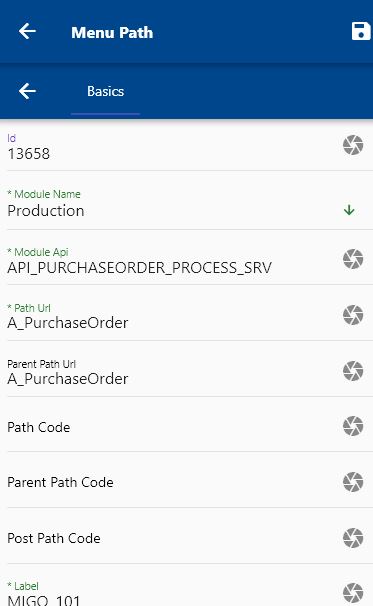 Menu Path
Basics
Id
13658
* Module Name
Production
* Module Api
API_PURCHASEORDER_PROCESS_SRV
* Path Url
A_PurchaseOrder
Parent Path Url
A_PurchaseOrder
Path Code
Parent Path Code
Post Path Code
* Label
MIGO_101